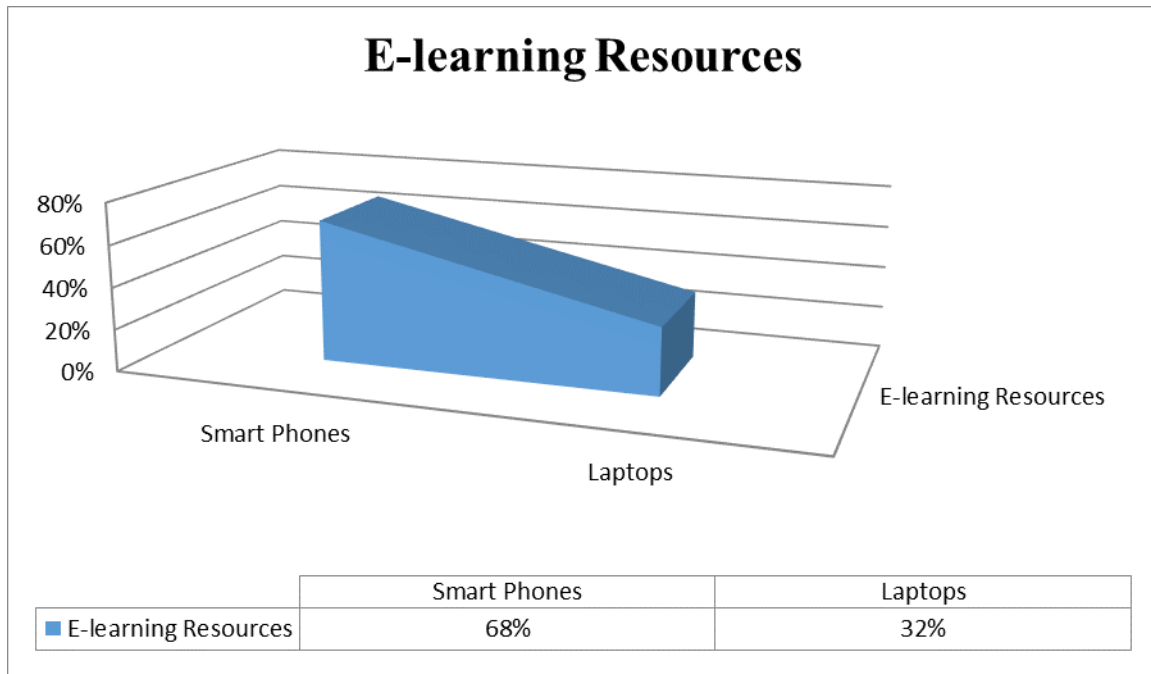 E-learning Resources
80%
60%
40%
20%
0%
E-learning Resources
Smart Phones
Laptops
Smart Phones Laptops
E-learning Resources 68% 32%